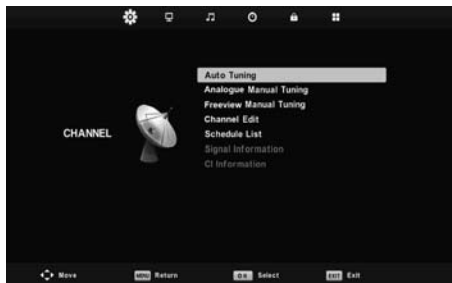 Auto Tuning
Analogue Manual Tuning
Freeview Manual Tuning
Channel Edit
CHANNEL
Schedule List
Signal Information
CI Information
Move
MENU Return
OK Select
EXIT Exit